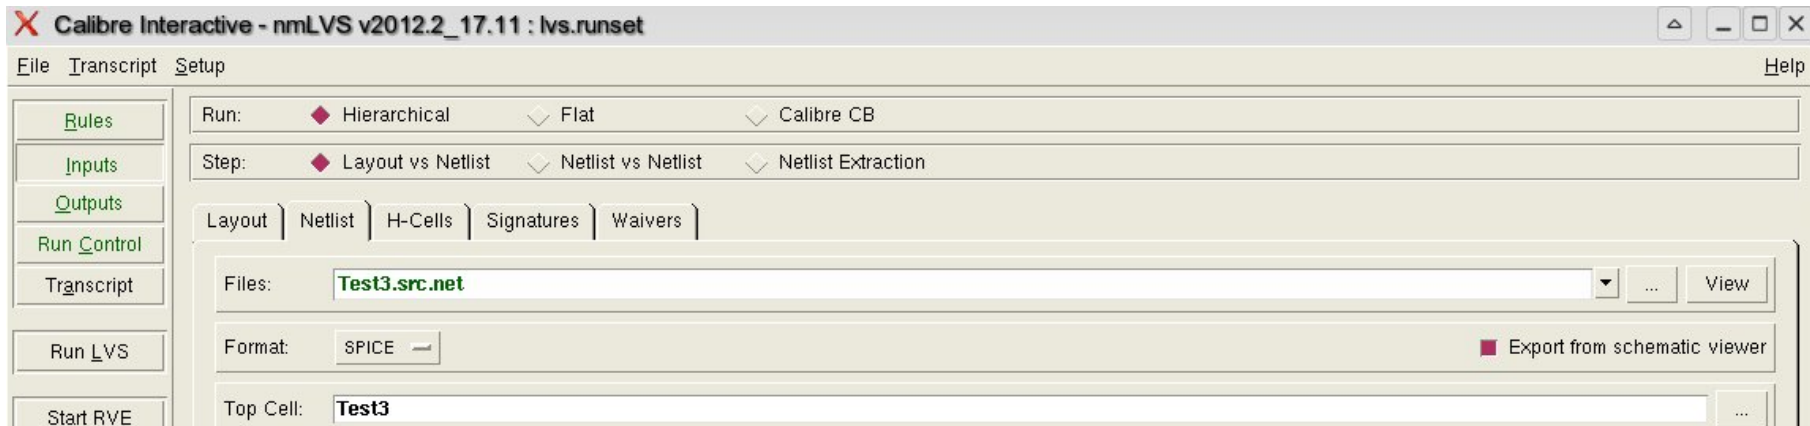 Calibre Interactive - nmLVS v2012.2_17.11 : lvs.runset
File Transcript Setup Help
Rules
Inputs
Outputs
Run Control
Transcript
Run LVS
Start RVE
Run: Hierarchical Flat Calibre CB
Step: Layout vs Netlist Netlist vs Netlist Netlist Extraction
Layout Netlist H-Cells Signatures Waivers
Files: Test3.src.net ... View
Format: SPICE Export from schematic viewer
Top Cell: Test3 ...